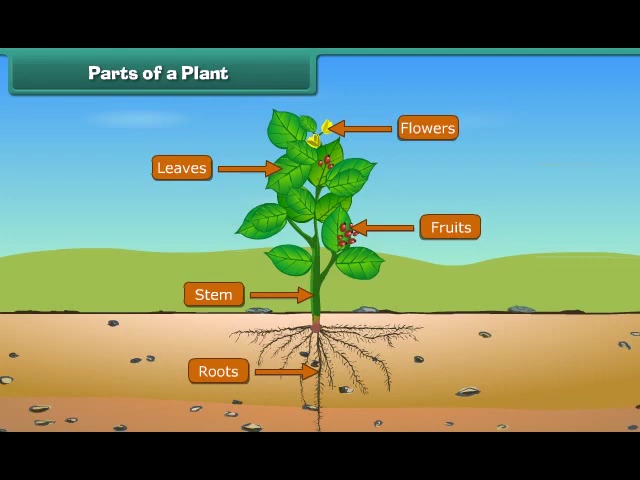 Parts of a Plant
Flowers
Leaves
Fruits
Stem
Roots